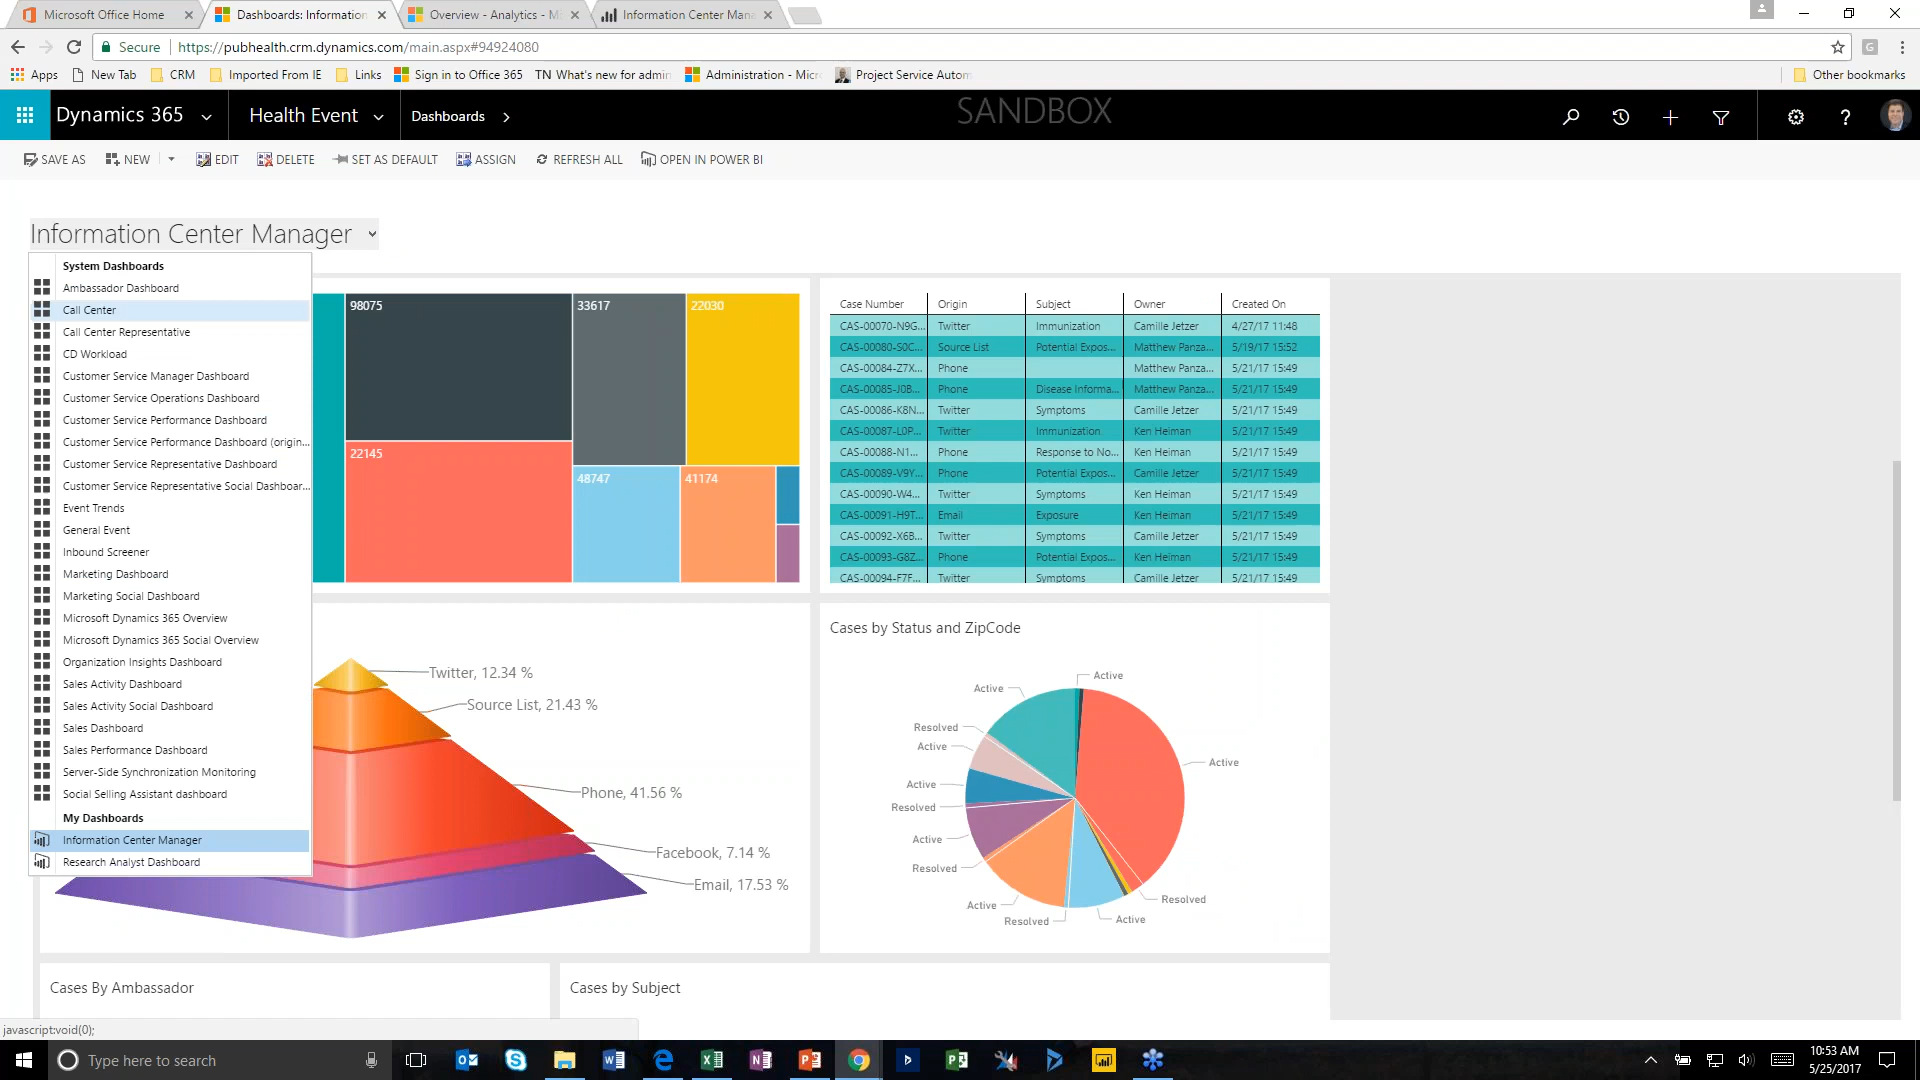 Microsoft Office Home
Dashboards: Information
Overview - Analytics - M
Information Center Mana
Secure
https://pubhealth.crm.dynamics.com/main.aspx#94924080
Apps
New Tab
CRM
Imported From IE
Links
Sign in to Office 365
TN What's new for admin
Administration - Micro
Project Service Autom
Other bookmarks
Dynamics 365
Health Event
Dashboards
SANDBOX
SAVE AS
NEW
EDIT
DELETE
SET AS DEFAULT
ASSIGN
REFRESH ALL
OPEN IN POWER BI
Information Center Manager
System Dashboards
Ambassador Dashboard
Call Center
Call Center Representative
CD Workload
Customer Service Manager Dashboard
Customer Service Operations Dashboard
Customer Service Performance Dashboard
Customer Service Performance Dashboard (origin...
Customer Service Representative Dashboard
Customer Service Representative Social Dashboar...
Event Trends
General Event
Inbound Screener
Marketing Dashboard
Marketing Social Dashboard
Microsoft Dynamics 365 Overview
Microsoft Dynamics 365 Social Overview
Organization Insights Dashboard
Sales Activity Dashboard
Sales Activity Social Dashboard
Sales Dashboard
Sales Performance Dashboard
Server-Side Synchronization Monitoring
Social Selling Assistant dashboard
My Dashboards
Information Center Manager
Research Analyst Dashboard
98075
33617
22030
22145
48747
41174
Case Number Origin Subject Owner Created On
CAS-00070-N9G... Twitter Immunization Camille Jetzer 4/27/17 11:48
CAS-00080-S0C... Source List Potential Expos... Matthew Panza... 5/19/17 15:52
CAS-00084-Z7X... Phone Matthew Panza... 5/21/17 15:49
CAS-00085-J0B... Phone Disease Informa... Matthew Panza... 5/21/17 15:49
CAS-00086-K8N... Twitter Symptoms Camille Jetzer 5/21/17 15:49
CAS-00087-L0P... Twitter Immunization Ken Heiman 5/21/17 15:49
CAS-00088-N1... Phone Response to No... Ken Heiman 5/21/17 15:49
CAS-00089-V9Y... Phone Potential Expos... Camille Jetzer 5/21/17 15:49
CAS-00090-W4... Twitter Symptoms Ken Heiman 5/21/17 15:49
CAS-00091-H9T... Email Exposure Ken Heiman 5/21/17 15:49
CAS-00092-X6B... Twitter Symptoms Camille Jetzer 5/21/17 15:49
CAS-00093-G8Z... Phone Potential Expos... Ken Heiman 5/21/17 15:49
CAS-00094-F7F... Twitter Symptoms Camille Jetzer 5/21/17 15:49
Twitter, 12.34 %
Source List, 21.43 %
Phone, 41.56 %
Facebook, 7.14 %
Email, 17.53 %
Cases by Status and ZipCode
Active
Active
Resolved
Active
Active
Active
Resolved
Active
Resolved
Resolved
Active
Active
Resolved
Cases By Ambassador
Cases by Subject
javascript:void(0);
Type here to search
10:53 AM
5/25/2017